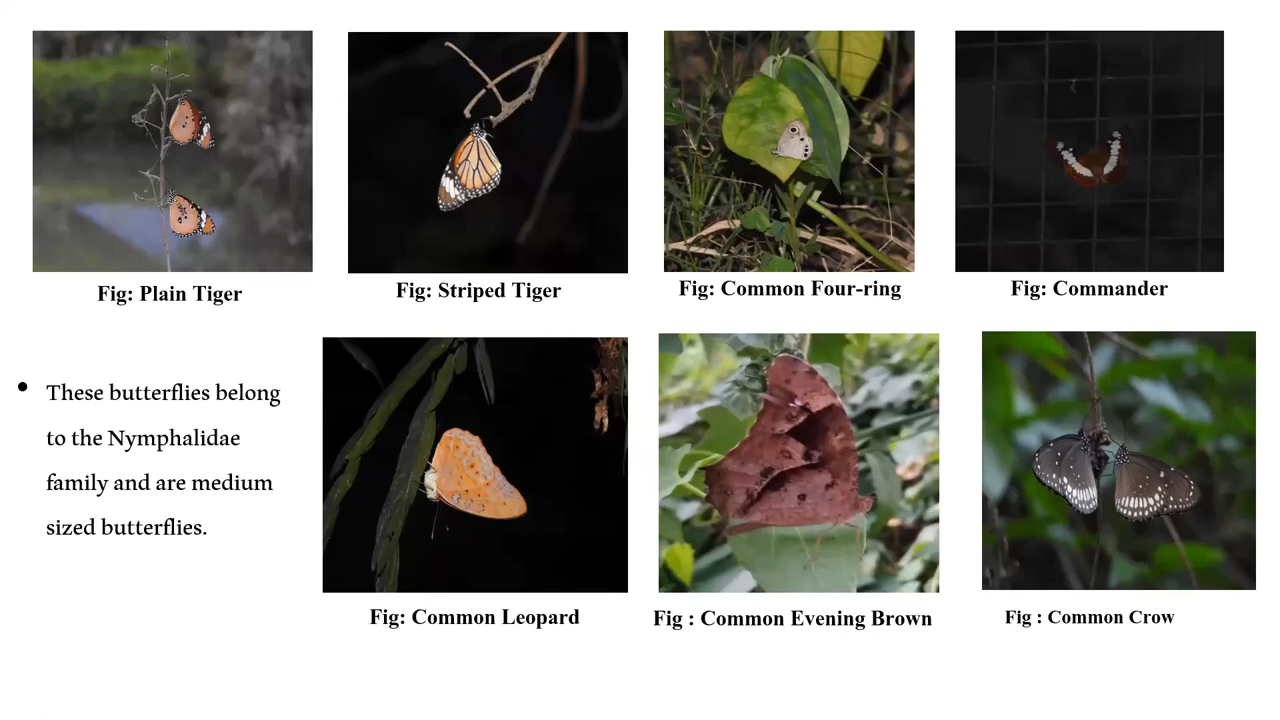 Fig: Plain Tiger
Fig: Striped Tiger
Fig: Common Four-ring
Fig: Commander
• These butterflies belong
to the Nymphalidae
family and are medium
sized butterflies.
Fig: Common Leopard
Fig : Common Evening Brown
Fig : Common Crow